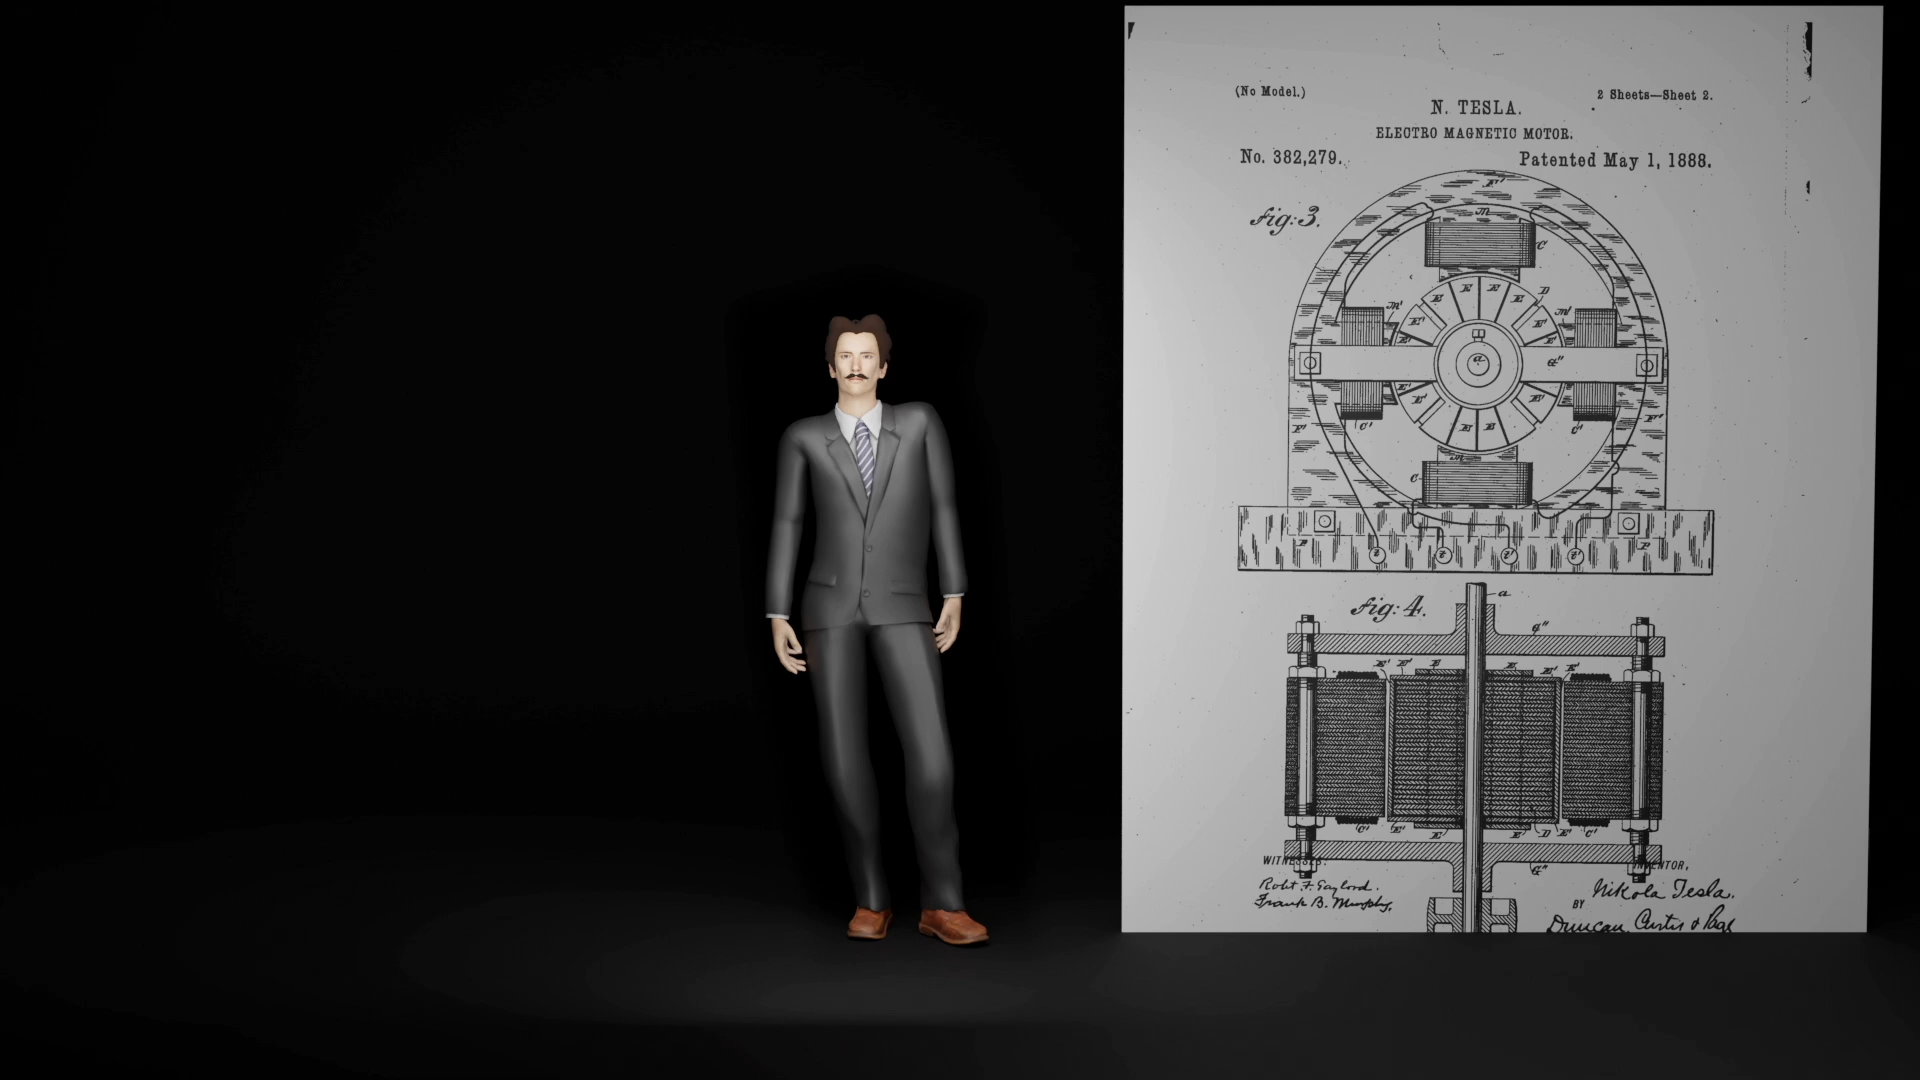 (No Model.)
2 Sheets—Sheet 2.
N. TESLA.
ELECTRO MAGNETIC MOTOR.
No. 382,279.
Patented May 1, 1888.
Fig: 3.
F'
m
C
E E E E D
m' E' E' m'
E' E'
a G''
E' E'
E' E'
C' E E C'
F' F''
m
C
F t t t' t' F
Fig: 4.
a
G''
E' E' E E E' E'
C' E' E E' D E' C'
G''
WITNESSES:
INVENTOR,
Robt. F. Gaylord.
Nikola Tesla.
Frank B. Murphy.
BY
Duncan, Curtis & Page